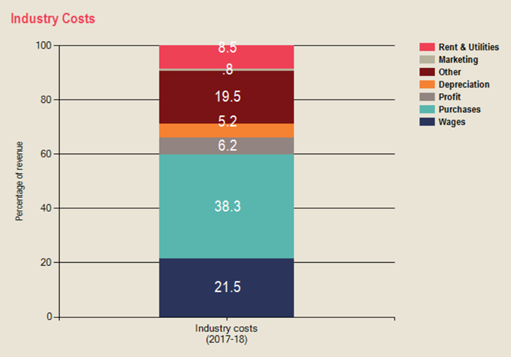 Industry Costs
100
80
60
40
20
0
Percentage of revenue
8.5
.8
19.5
5.2
6.2
38.3
21.5
Industry costs
(2017-18)
Rent & Utilities
Marketing
Other
Depreciation
Profit
Purchases
Wages